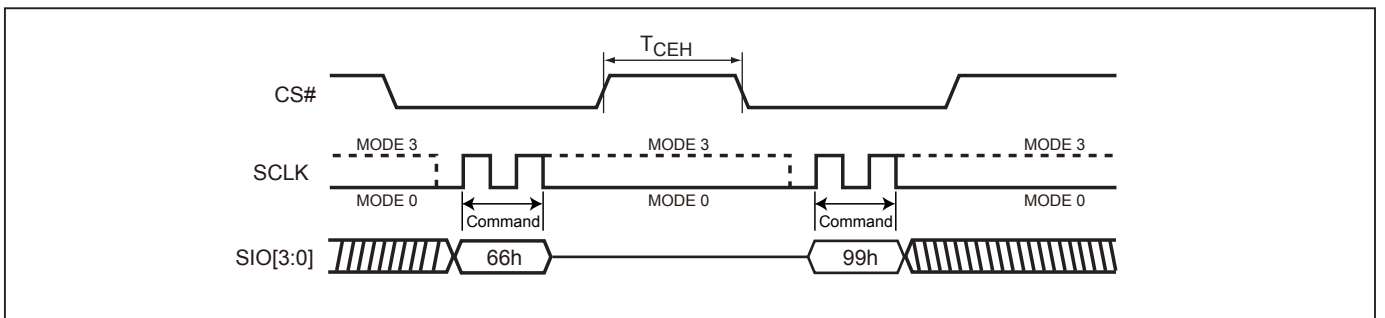 TCEH
CS#
MODE 3 MODE 3 MODE 3
SCLK
MODE 0 MODE 0 MODE 0
Command Command
SIO[3:0] 66h 99h